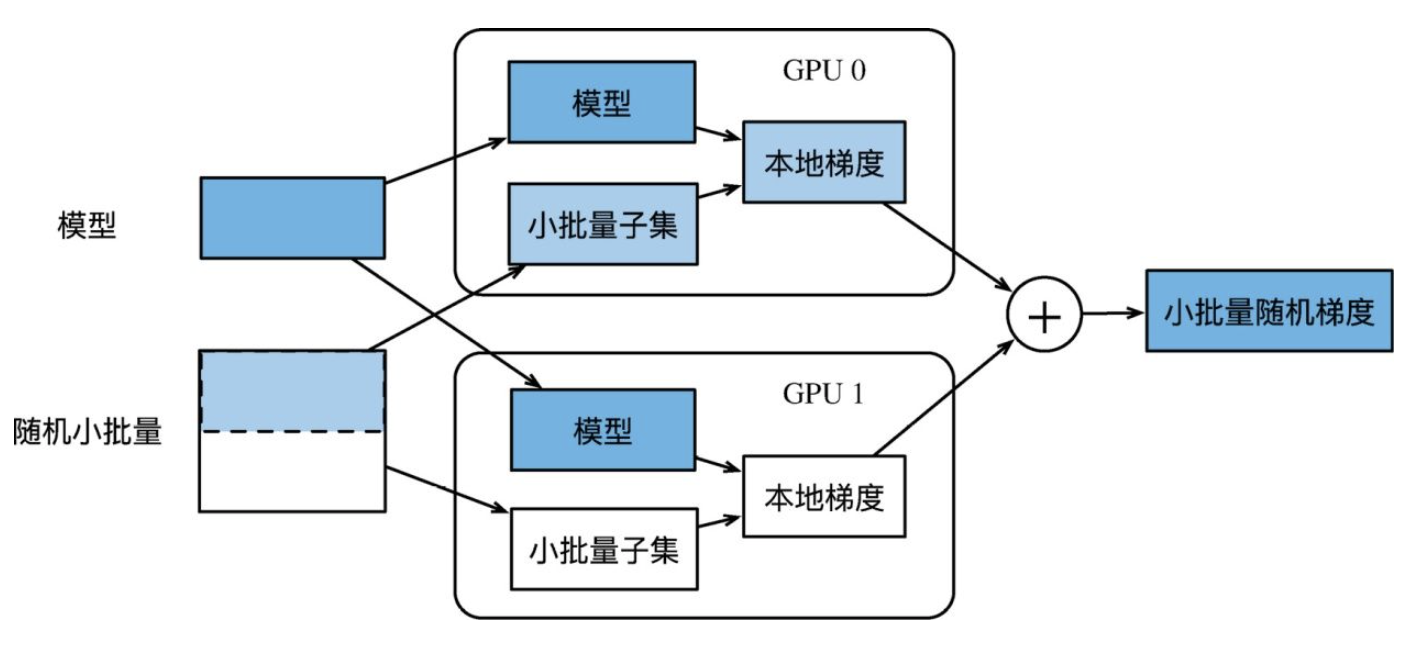 GPU 0
模型
本地梯度
模型
小批量子集
小批量随机梯度
GPU 1
随机小批量
模型
本地梯度
小批量子集